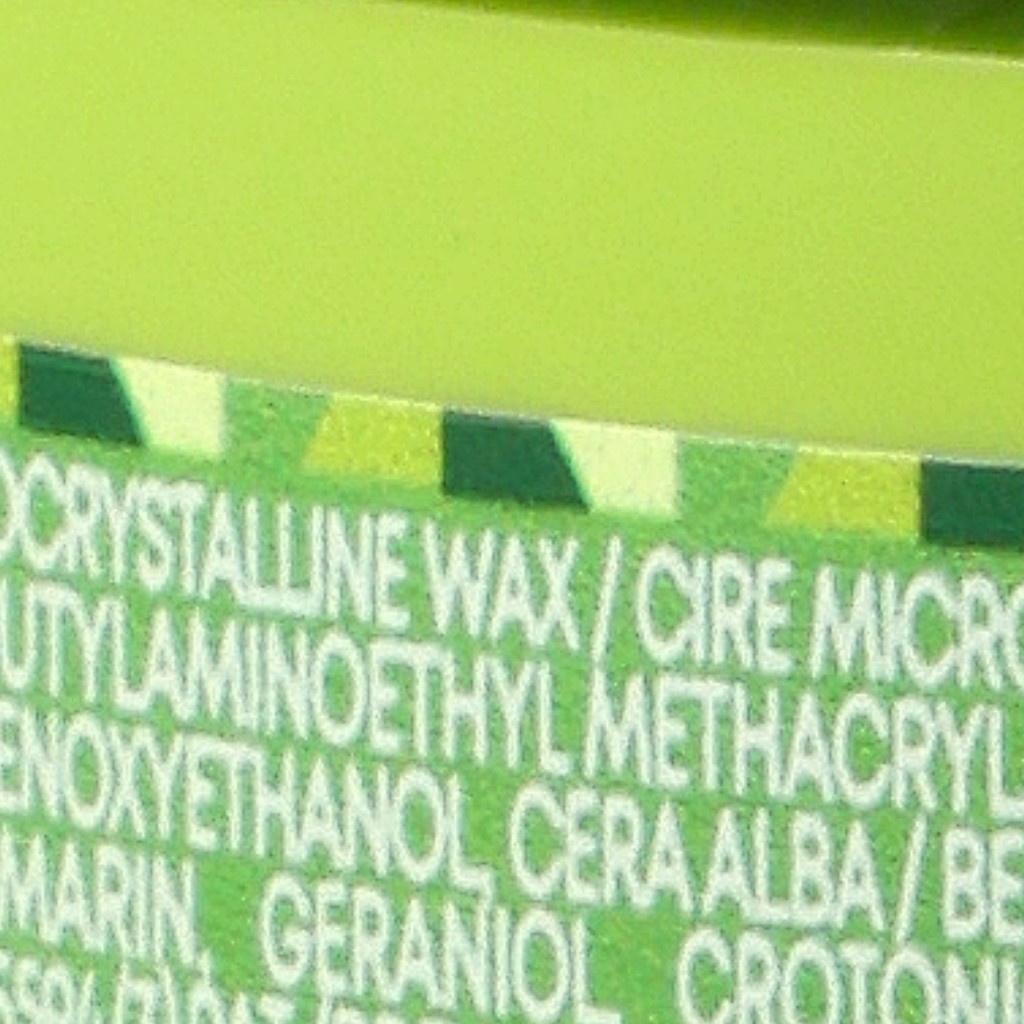 OCRYSTALLINE WAX / CIRE MICRO
UTYLAMINOETHYL METHACRYL
ENOXYETHANOL, CERA ALBA / BE
MARIN, GERANIOL, CROTONI